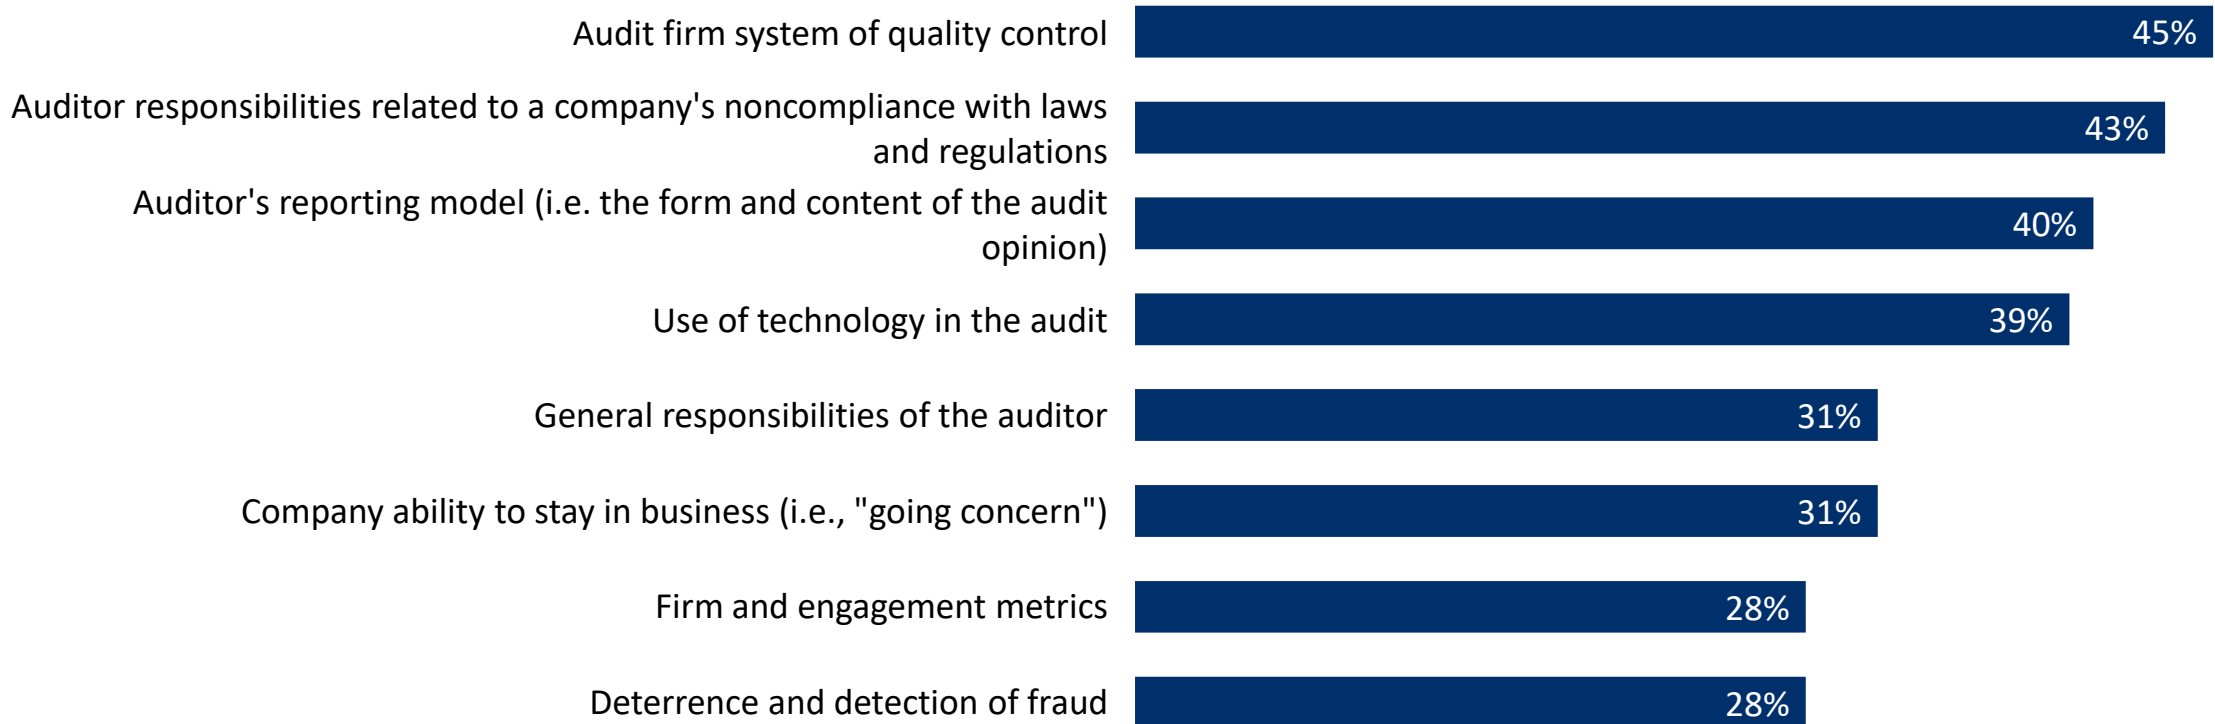 Audit firm system of quality control 45%
Auditor responsibilities related to a company's noncompliance with laws
and regulations 43%
Auditor's reporting model (i.e. the form and content of the audit
opinion) 40%
Use of technology in the audit 39%
General responsibilities of the auditor 31%
Company ability to stay in business (i.e., "going concern") 31%
Firm and engagement metrics 28%
Deterrence and detection of fraud 28%